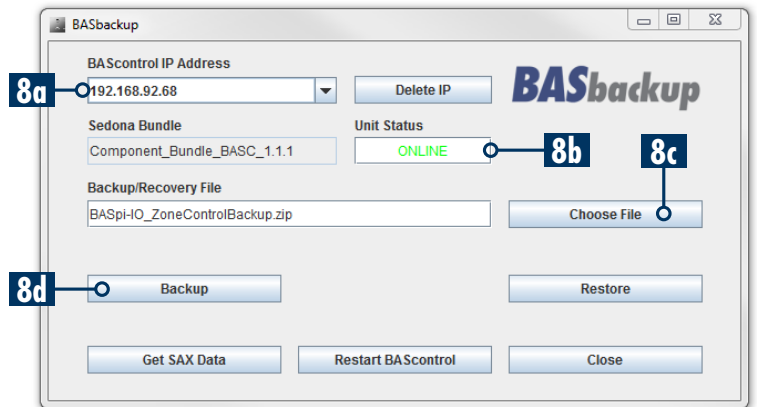 BASbackup
BAScontrol IP Address
8a
192.168.92.68
Delete IP
BASbackup
Sedona Bundle
Unit Status
Component_Bundle_BASC_1.1.1
ONLINE
8b
8c
Backup/Recovery File
BASpi-IO_ZoneControlBackup.zip
Choose File
8d
Backup
Restore
Get SAX Data
Restart BAScontrol
Close